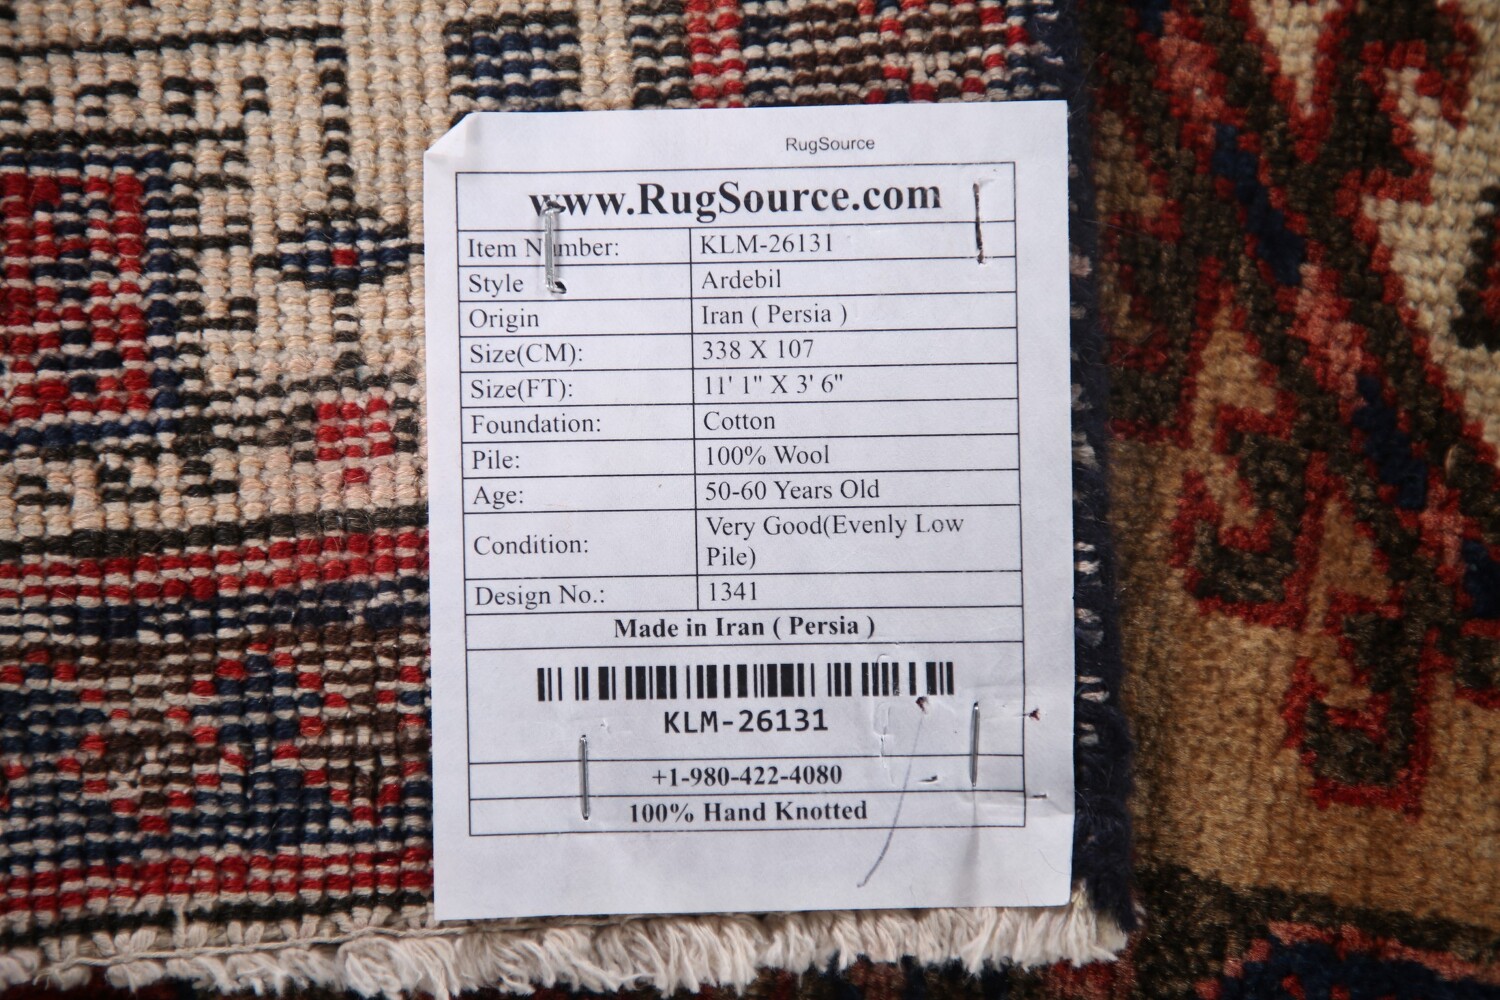 RugSource
www.RugSource.com
Item Number: KLM-26131
Style Ardebil
Origin Iran ( Persia )
Size(CM): 338 X 107
Size(FT): 11' 1" X 3' 6"
Foundation: Cotton
Pile: 100% Wool
Age: 50-60 Years Old
Condition: Very Good(Evenly Low
Pile)
Design No.: 1341
Made in Iran ( Persia )
KLM-26131
+1-980-422-4080
100% Hand Knotted